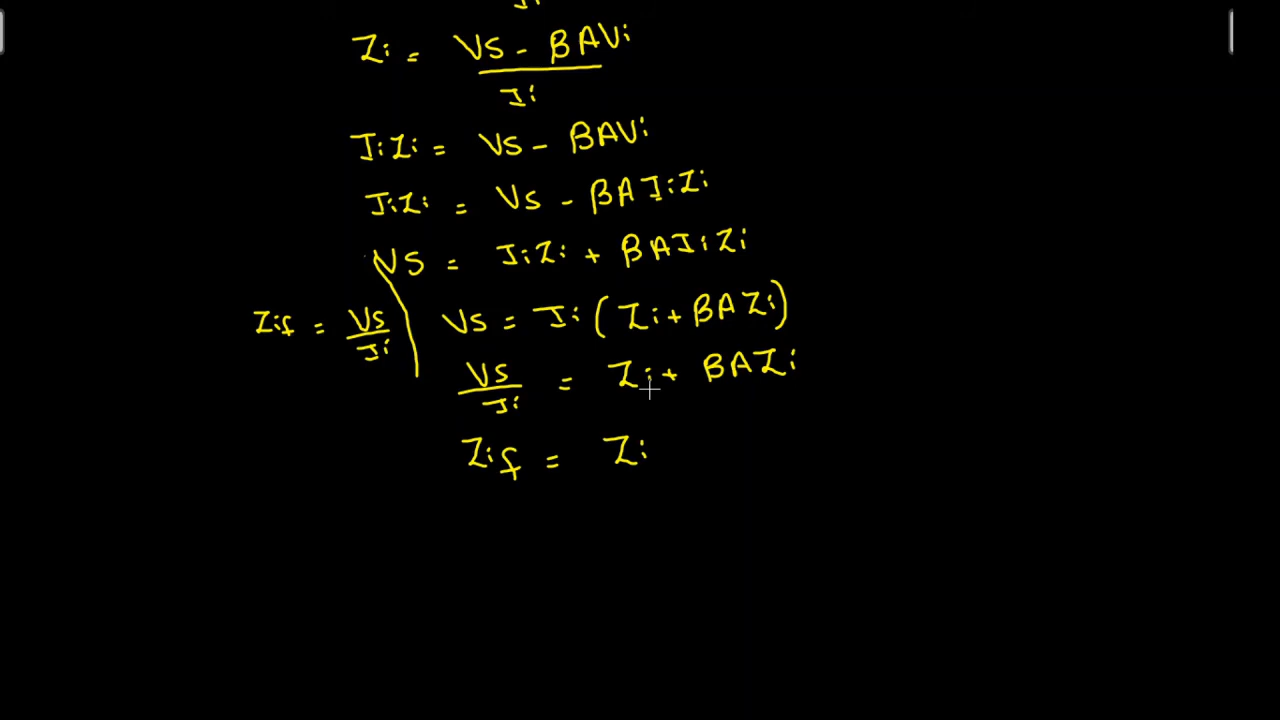 Zi = VS - βAVi
Ii
IiZi = VS - βAVi
IiZi = VS - βAIiZi
VS = IiZi + βAIiZi
Zif = VS/Ii VS = Ii(Zi + βAZi)
VS/Ii = Zi + βAZi
Zif = Zi